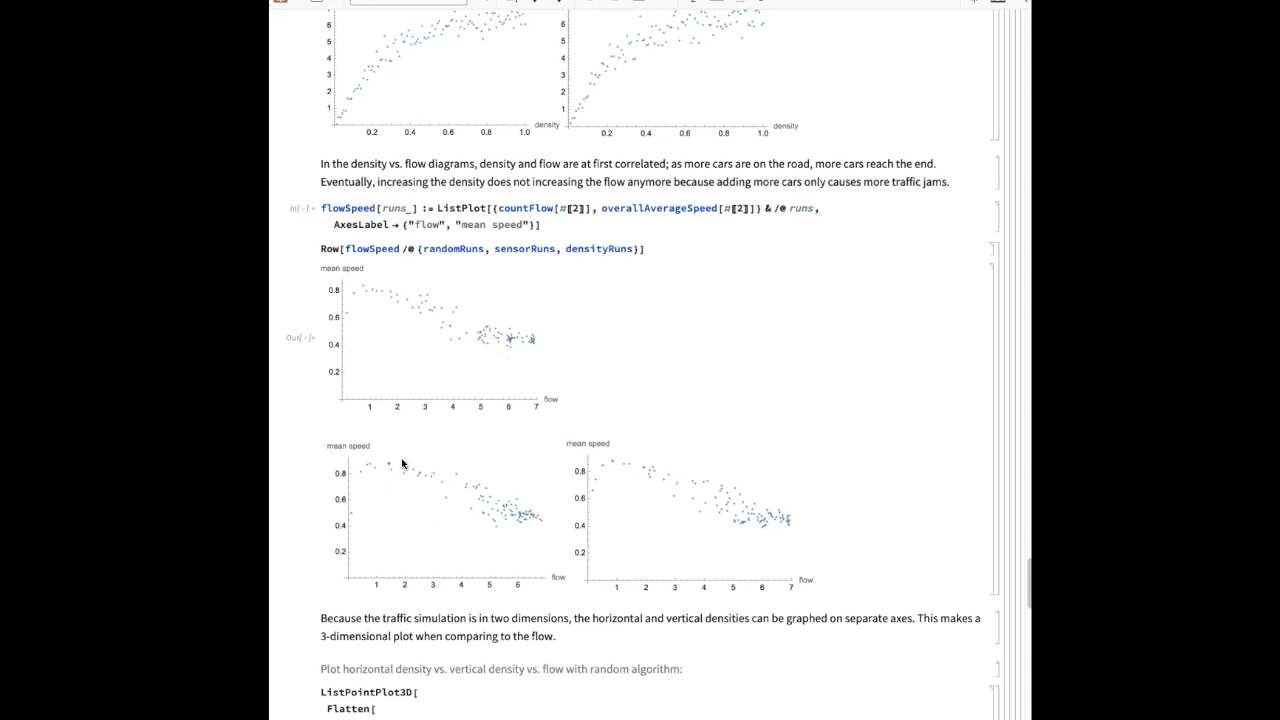 6
5
4
3
2
1
0.2 0.4 0.6 0.8 1.0
density
6
5
4
3
2
1
0.2 0.4 0.6 0.8 1.0
density
In the density vs. flow diagrams, density and flow are at first correlated; as more cars are on the road, more cars reach the end.
Eventually, increasing the density does not increasing the flow anymore because adding more cars only causes more traffic jams.
In[-]:= flowSpeed[runs_] := ListPlot[{countFlow[#〚2〛], overallAverageSpeed[#〚2〛]} & /@ runs,
AxesLabel → {"flow", "mean speed"}]
Row[flowSpeed /@ {randomRuns, sensorRuns, densityRuns}]
mean speed
0.8
0.6
Out[-]= 0.4
0.2
1 2 3 4 5 6 7
flow
mean speed
0.8
0.6
0.4
0.2
1 2 3 4 5 6
flow
mean speed
0.8
0.6
0.4
0.2
1 2 3 4 5 6 7
flow
Because the traffic simulation is in two dimensions, the horizontal and vertical densities can be graphed on separate axes. This makes a
3-dimensional plot when comparing to the flow.
Plot horizontal density vs. vertical density vs. flow with random algorithm:
ListPointPlot3D[
Flatten[